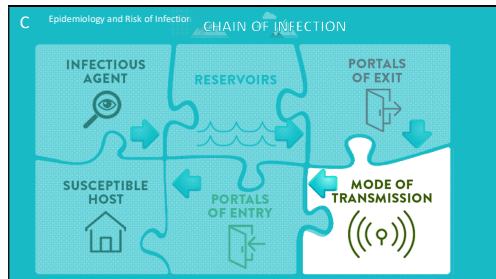 C
Epidemiology and Risk of Infection
CHAIN OF INFECTION
INFECTIOUS
AGENT
RESERVOIRS
PORTALS
OF EXIT
SUSCEPTIBLE
HOST
PORTALS
OF ENTRY
MODE OF
TRANSMISSION